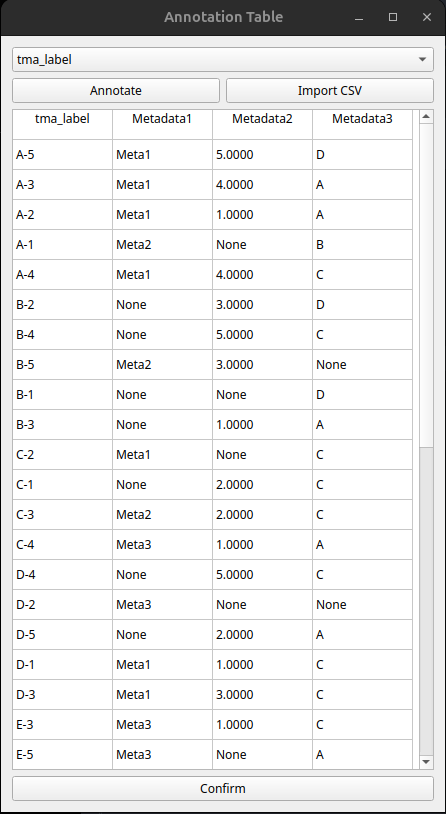 Annotation Table
tma_label
Annotate Import CSV
tma_label Metadata1 Metadata2 Metadata3
A-5 Meta1 5.0000 D
A-3 Meta1 4.0000 A
A-2 Meta1 1.0000 A
A-1 Meta2 None B
A-4 Meta1 4.0000 C
B-2 None 3.0000 D
B-4 None 5.0000 C
B-5 Meta2 3.0000 None
B-1 None None D
B-3 None 1.0000 A
C-2 Meta1 None C
C-1 None 2.0000 C
C-3 Meta2 2.0000 C
C-4 Meta3 1.0000 A
D-4 None 5.0000 C
D-2 Meta3 None None
D-5 None 2.0000 A
D-1 Meta1 1.0000 C
D-3 Meta1 3.0000 C
E-3 Meta3 1.0000 C
E-5 Meta3 None A
Confirm